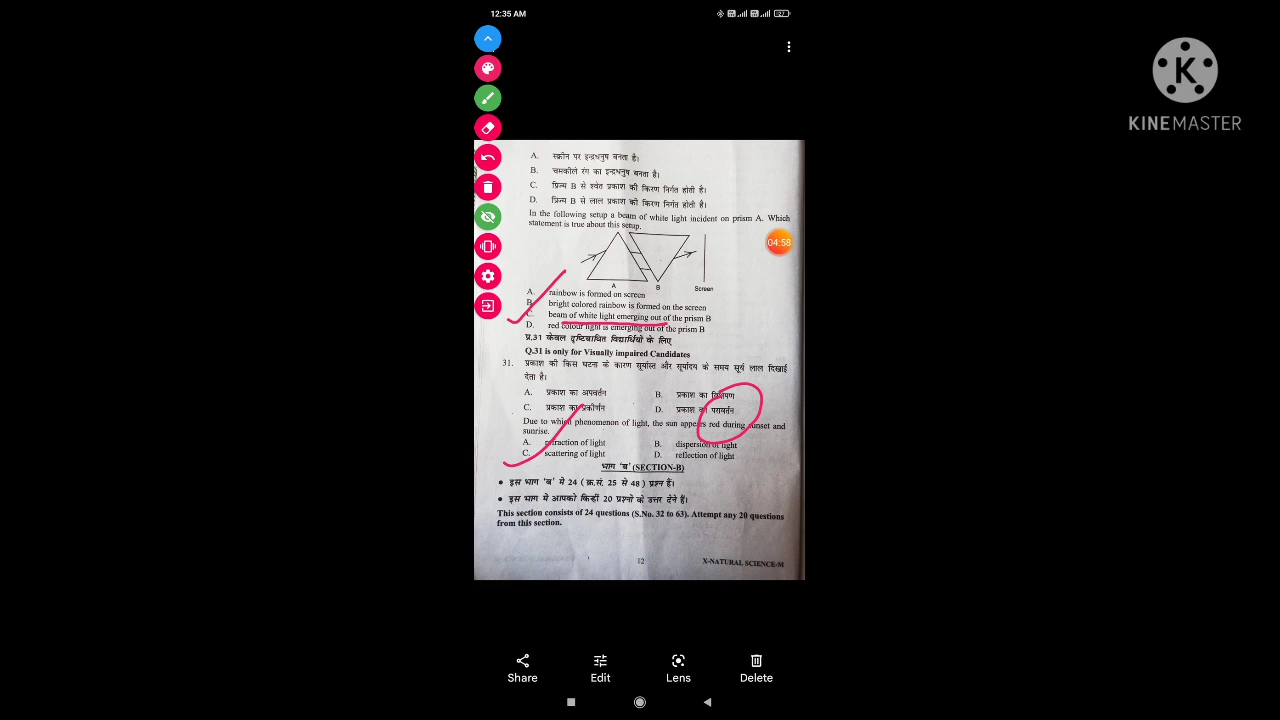 12:35 AM
KINEMASTER
A. स्क्रीन पर इन्द्रधनुष बनता है।
B. चमकीले रंग का इन्द्रधनुष बनता है।
C. प्रिज्म B से श्वेत प्रकाश की किरण निर्गत होती है।
D. प्रिज्म B से लाल प्रकाश की किरण निर्गत होती है।
In the following setup a beam of white light incident on prism A. Which
statement is true about this setup.
04:58
A B Screen
A. rainbow is formed on screen
B. bright colored rainbow is formed on the screen
C. beam of white light emerging out of the prism B
D. red colour light is emerging out of the prism B
प्र.31 केवल दृष्टिबाधित विद्यार्थियों के लिए
Q.31 is only for Visually impaired Candidates
31. प्रकाश की किस घटना के कारण सूर्यास्त और सूर्योदय के समय सूर्य लाल दिखाई
देता है।
A. प्रकाश का अपवर्तन B. प्रकाश का
C. प्रकाश का प्रकीर्णन D. प्रकाश का परावर्तन
Due to which phenomenon of light, the sun appears red during sunset and
sunrise.
A. refraction of light B. dispersion of light
C. scattering of light D. reflection of light
भाग 'ब' (SECTION-B)
• इस भाग 'ब' मे 24 ( क्र.सं. 25 से 48 ) प्रश्न हैं।
• इस भाग मे आपको किन्हीं 20 प्रश्नों के उत्तर देने हैं।
This section consists of 24 questions (S.No. 32 to 63). Attempt any 20 questions
from this section.
12 X-NATURAL SCIENCE-M
Share Edit Lens Delete